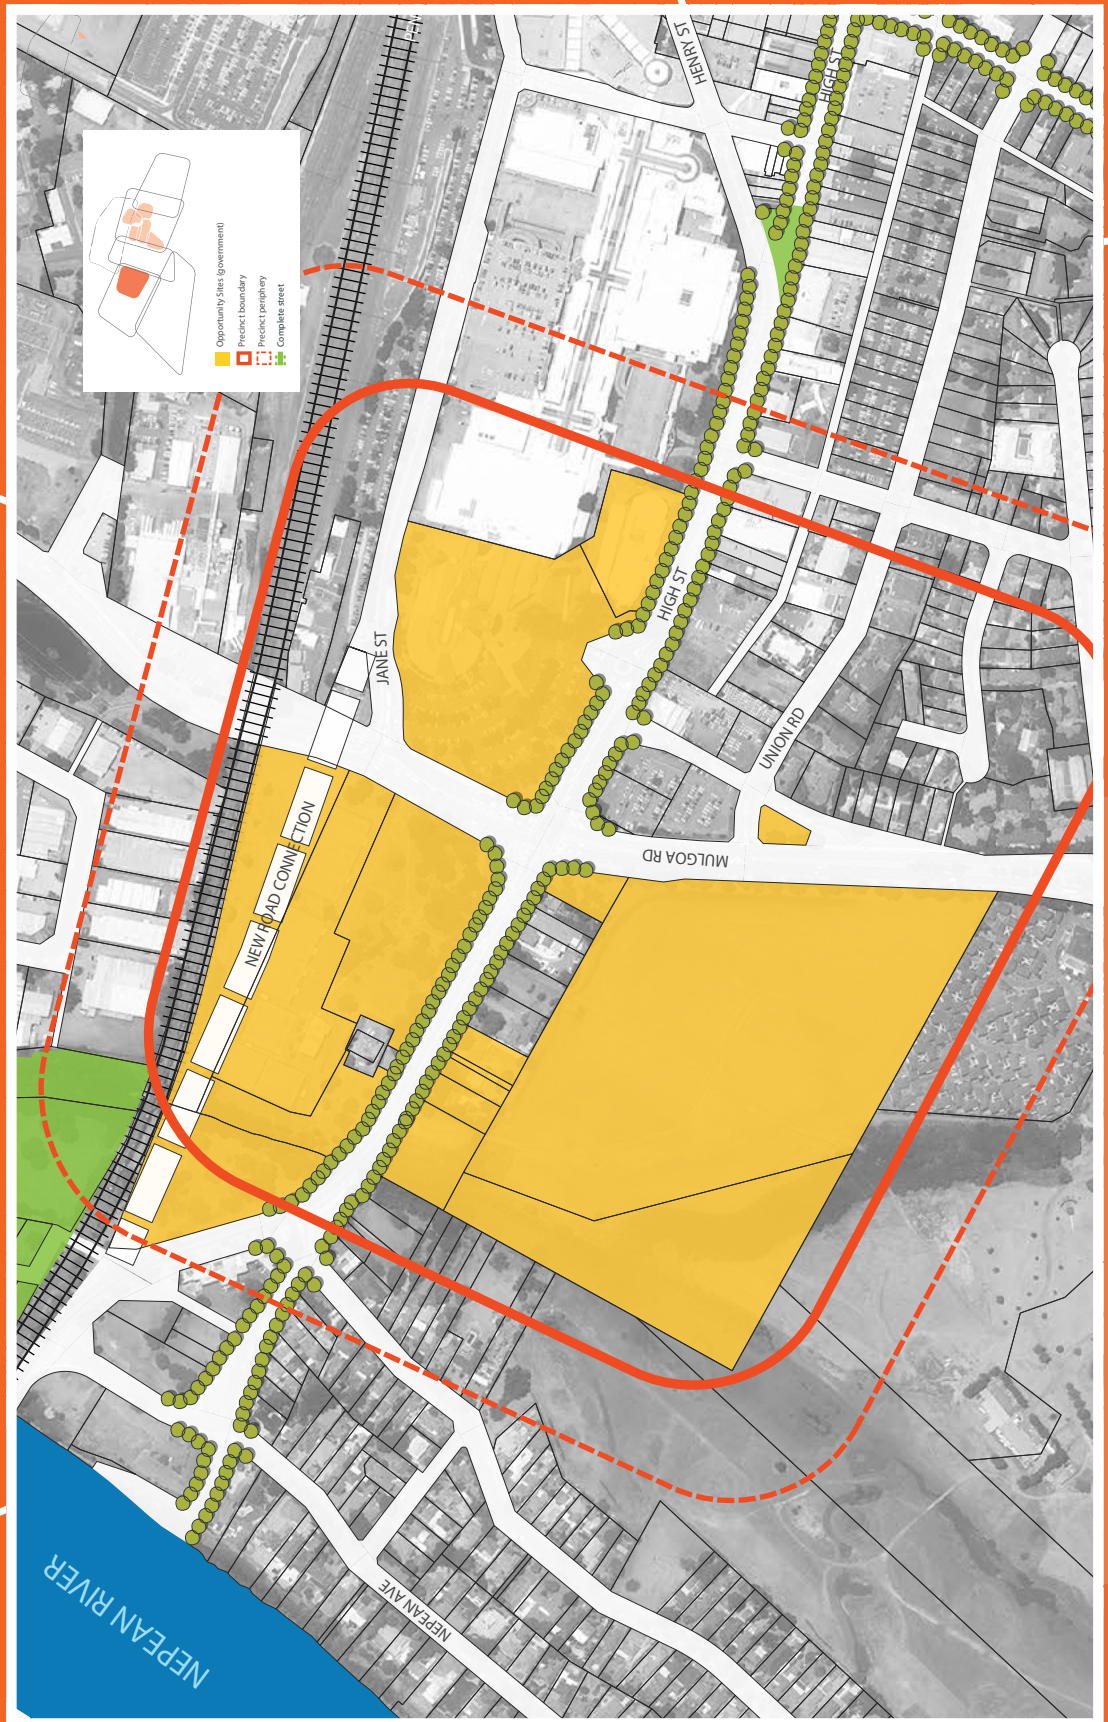 PEN
HENRY ST
HIGH ST
Opportunity Sites (government)
Precinct boundary
Precinct periphery
Complete street
HIGH ST
JANE ST
UNION RD
NEW ROAD CONNECTION
MULGOA RD
NEPEAN RIVER
NEPEAN AVE